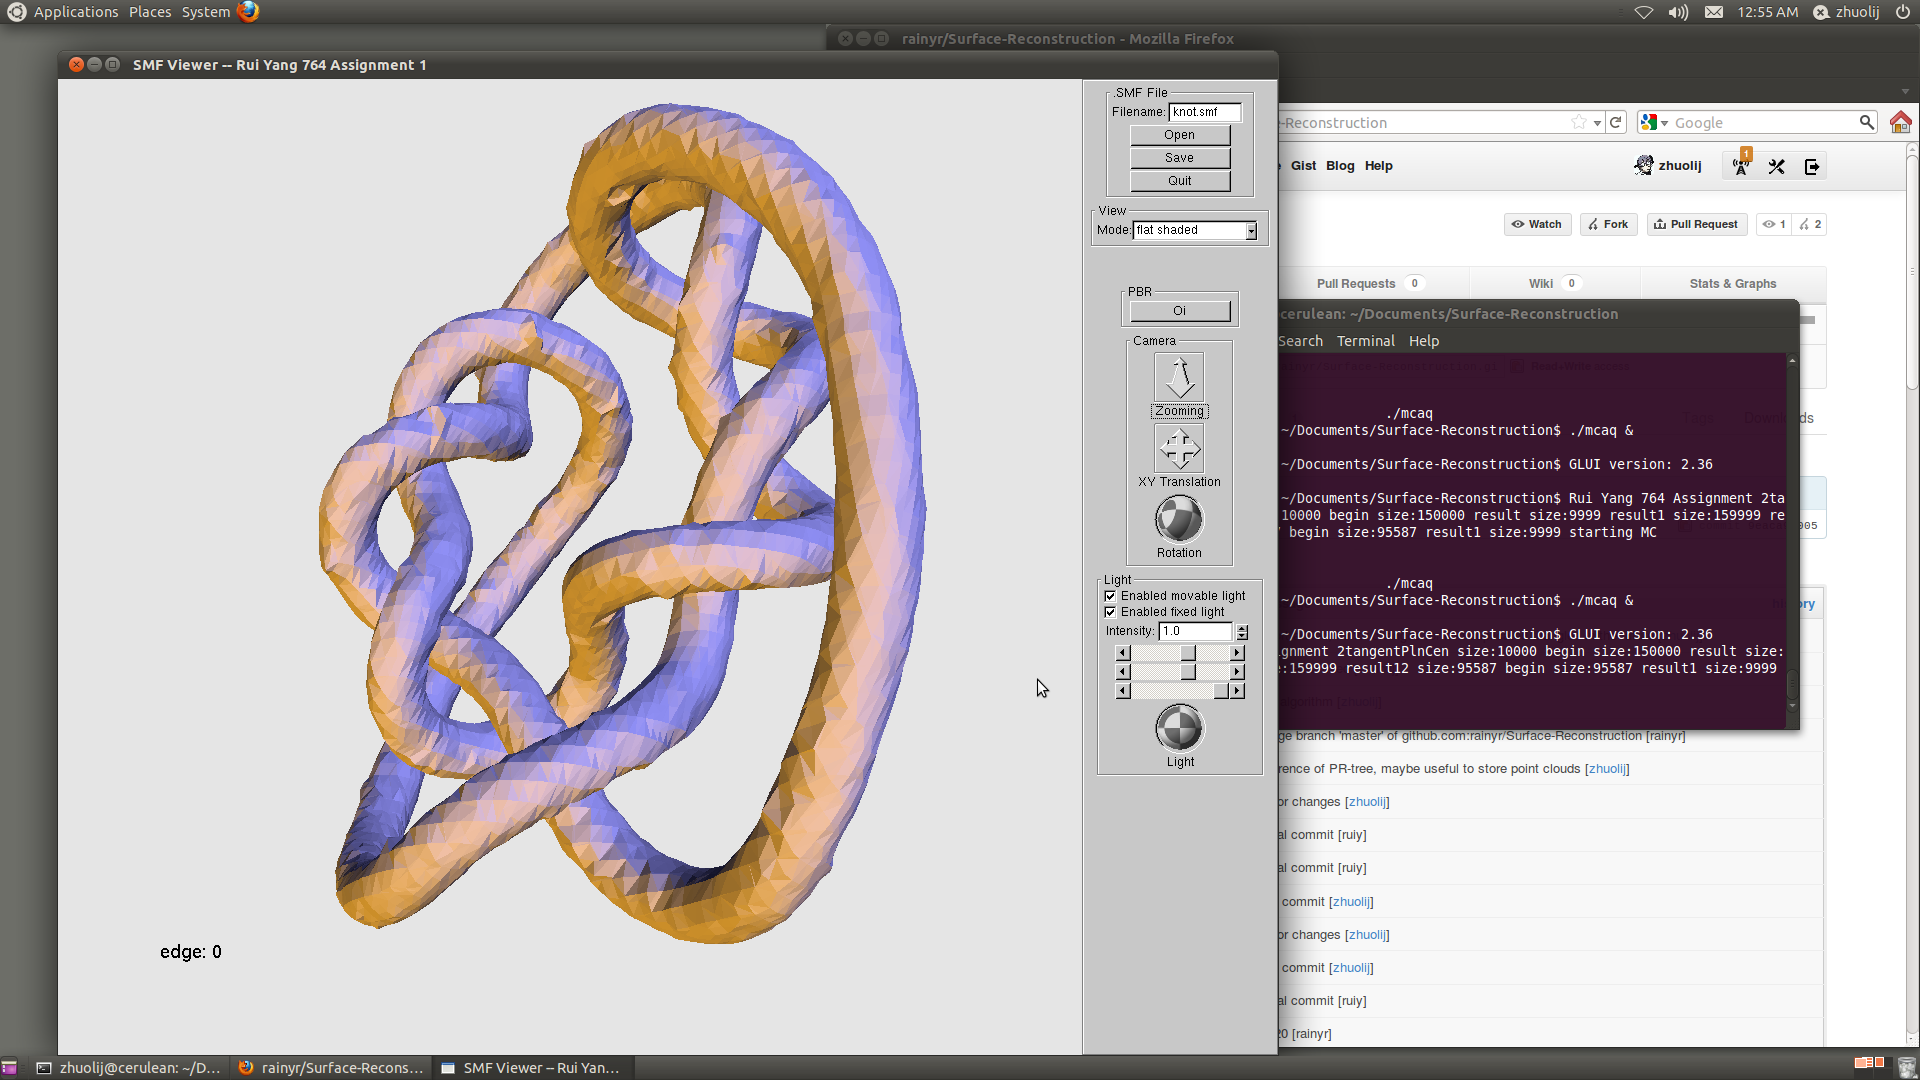 Applications Places System
12:55 AM zhuolij
rainyr/Surface-Reconstruction - Mozilla Firefox
SMF Viewer -- Rui Yang 764 Assignment 1
.SMF File
Filename: knot.smf
Open
Save
Quit
View
Mode: flat shaded
PBR
Oi
Camera
Zooming
XY Translation
Rotation
Light
Enabled movable light
Enabled fixed light
Intensity: 1.0
Light
edge: 0
e-Reconstruction
Google
Gist Blog Help
zhuolij
1
Watch
Fork
Pull Request
1
2
Pull Requests 0
Wiki 0
Stats & Graphs
cerulean: ~/Documents/Surface-Reconstruction
Search Terminal Help
./mcaq
~/Documents/Surface-Reconstruction$ ./mcaq &
~/Documents/Surface-Reconstruction$ GLUI version: 2.36
~/Documents/Surface-Reconstruction$ Rui Yang 764 Assignment 2ta
10000 begin size:150000 result size:9999 result1 size:159999 re
begin size:95587 result1 size:9999 starting MC
./mcaq
~/Documents/Surface-Reconstruction$ ./mcaq &
~/Documents/Surface-Reconstruction$ GLUI version: 2.36
gnment 2tangentPlnCen size:10000 begin size:150000 result size:
:159999 result12 size:95587 begin size:95587 result1 size:9999
ds
005
ory
ge branch 'master' of github.com:rainyr/Surface-Reconstruction [rainyr]
rence of PR-tree, maybe useful to store point clouds [zhuolij]
or changes [zhuolij]
al commit [ruiy]
al commit [ruiy]
commit [zhuolij]
or changes [zhuolij]
commit [zhuolij]
al commit [ruiy]
20 [rainyr]
zhuolij@cerulean: ~/D...
rainyr/Surface-Recons...
SMF Viewer -- Rui Yan...